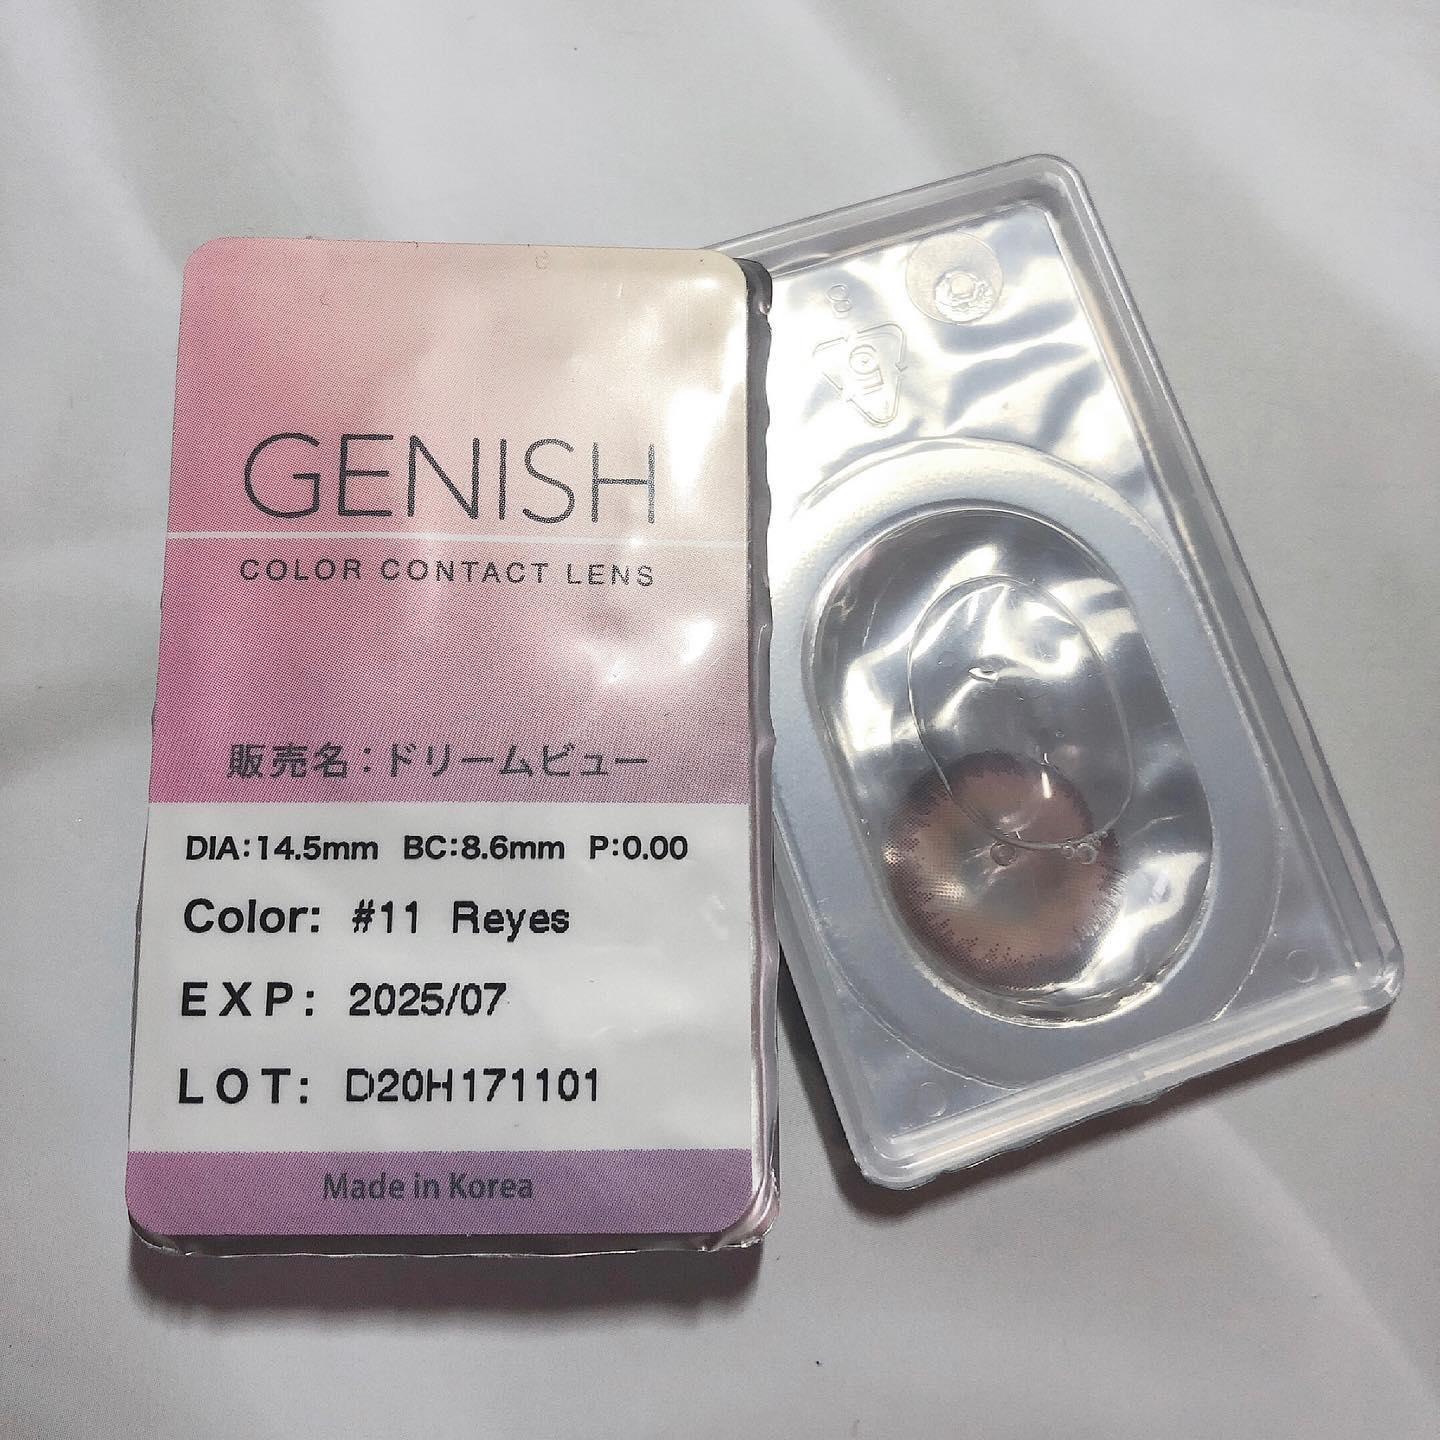 GENISH
COLOR CONTACT LENS
販売名：ドリームビュー
DIA:14.5mm BC:8.6mm P:0.00
Color: #11 Reyes
EXP: 2025/07
LOT: D20H171101
Made in Korea
8